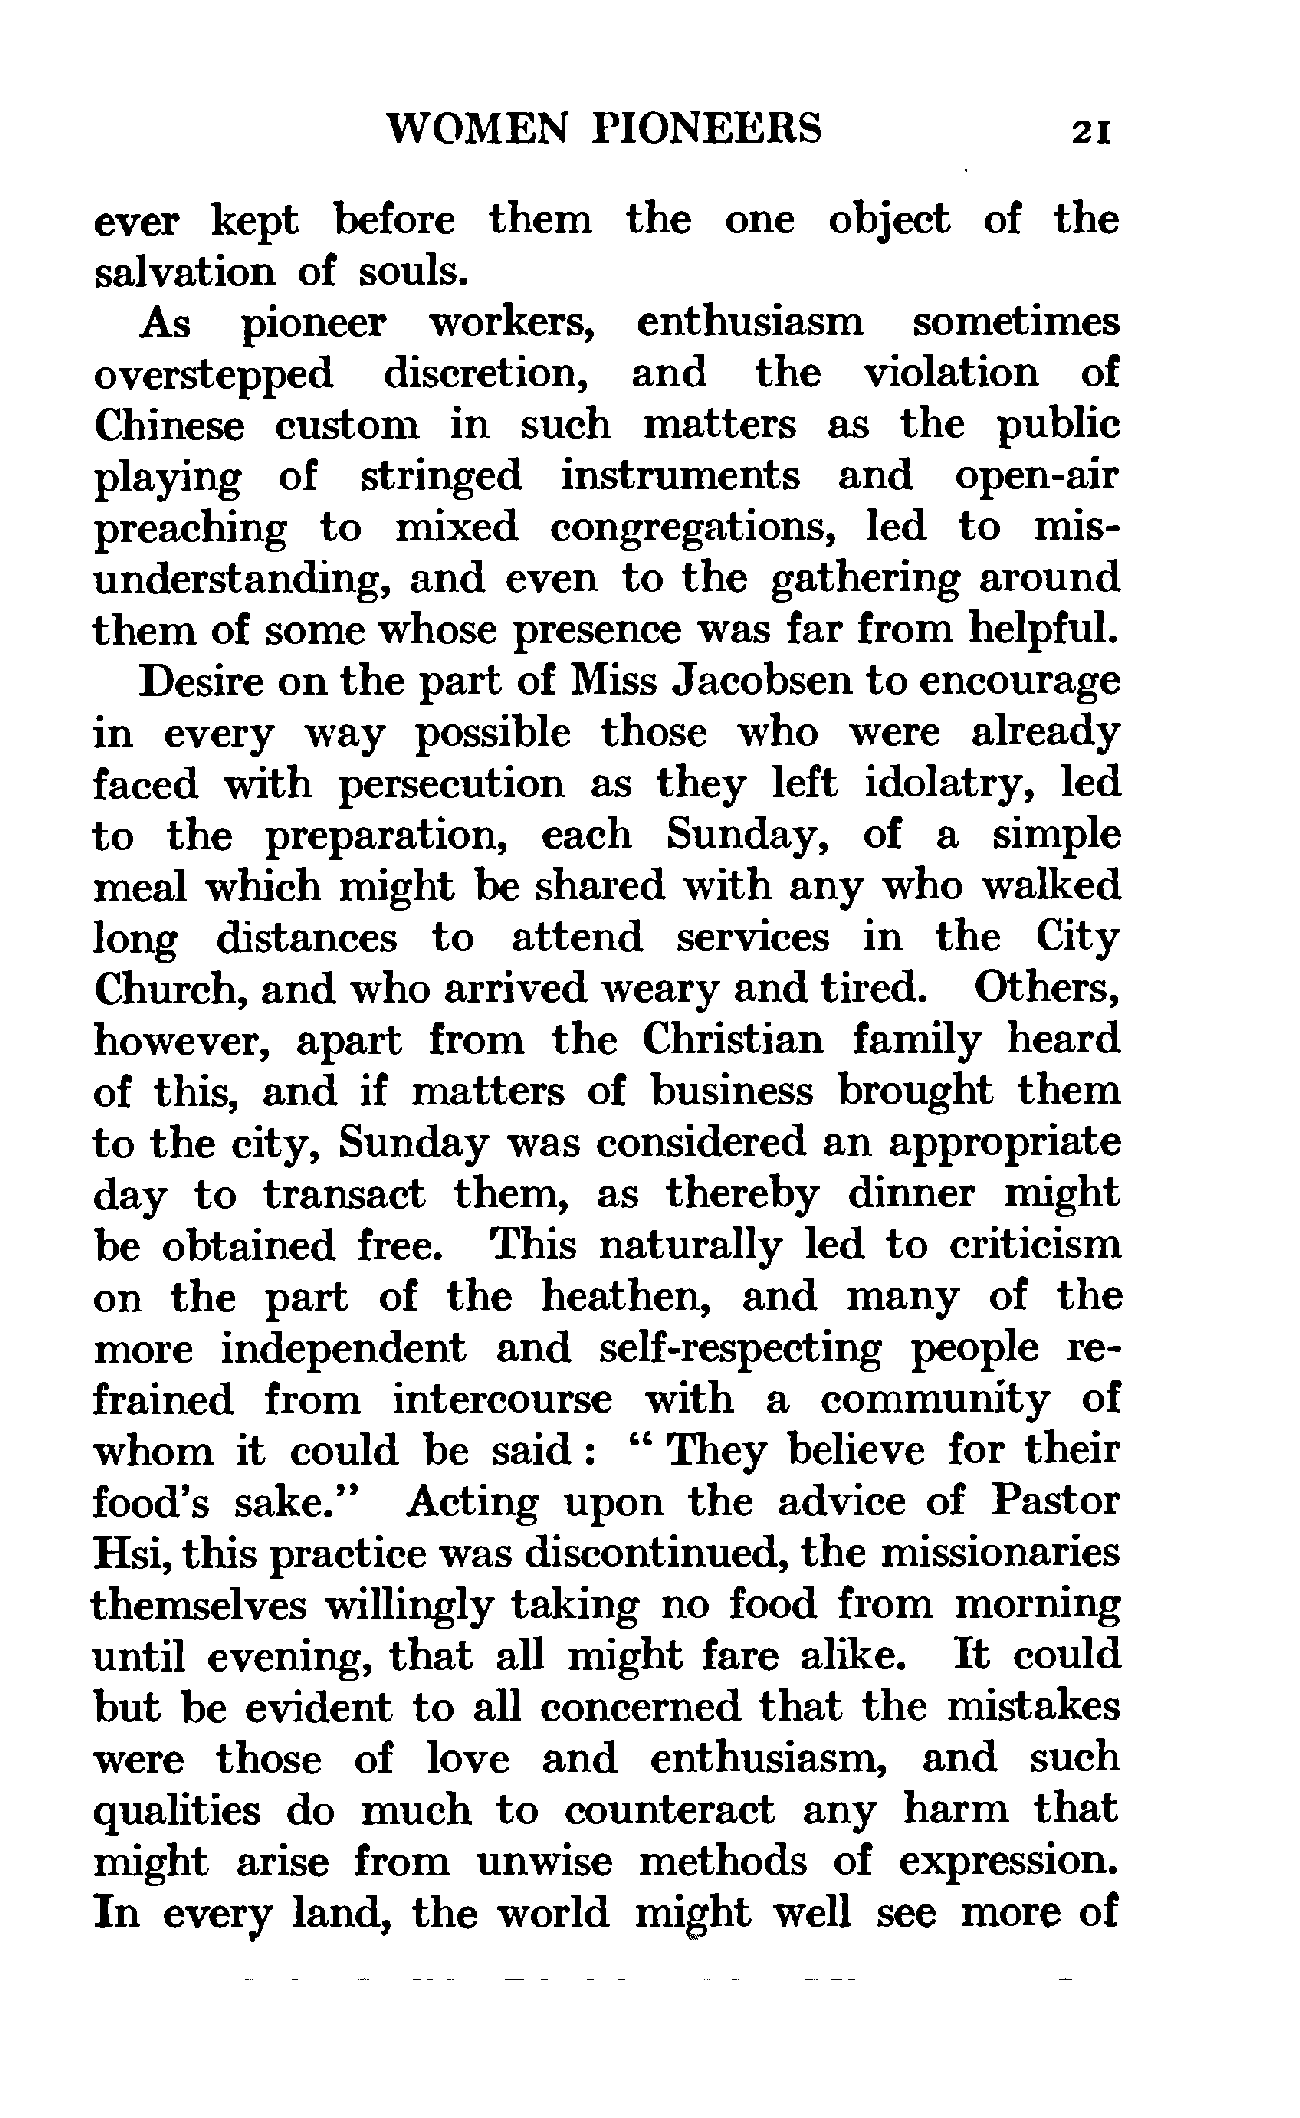 WOMEN PIONEERS 21
ever kept before them the one object of the
salvation of souls.
As pioneer workers, enthusiasm sometimes
overstepped discretion, and the violation of
Chinese custom in such matters as the public
playing of stringed instruments and open-air
preaching to mixed congregations, led to mis-
understanding, and even to the gathering around
them of some whose presence was far from helpful.
Desire on the part of Miss Jacobsen to encourage
in every way possible those who were already
faced with persecution as they left idolatry, led
to the preparation, each Sunday, of a simple
meal which might be shared with any who walked
long distances to attend services in the City
Church, and who arrived weary and tired. Others,
however, apart from the Christian family heard
of this, and if matters of business brought them
to the city, Sunday was considered an appropriate
day to transact them, as thereby dinner might
be obtained free. This naturally led to criticism
on the part of the heathen, and many of the
more independent and self-respecting people re-
frained from intercourse with a community of
whom it could be said : “ They believe for their
food’s sake.” Acting upon the advice of Pastor
Hsi, this practice was discontinued, the missionaries
themselves willingly taking no food from morning
until evening, that all might fare alike. It could
but be evident to all concerned that the mistakes
were those of love and enthusiasm, and such
qualities do much to counteract any harm that
might arise from unwise methods of expression.
In every land, the world might well see more of